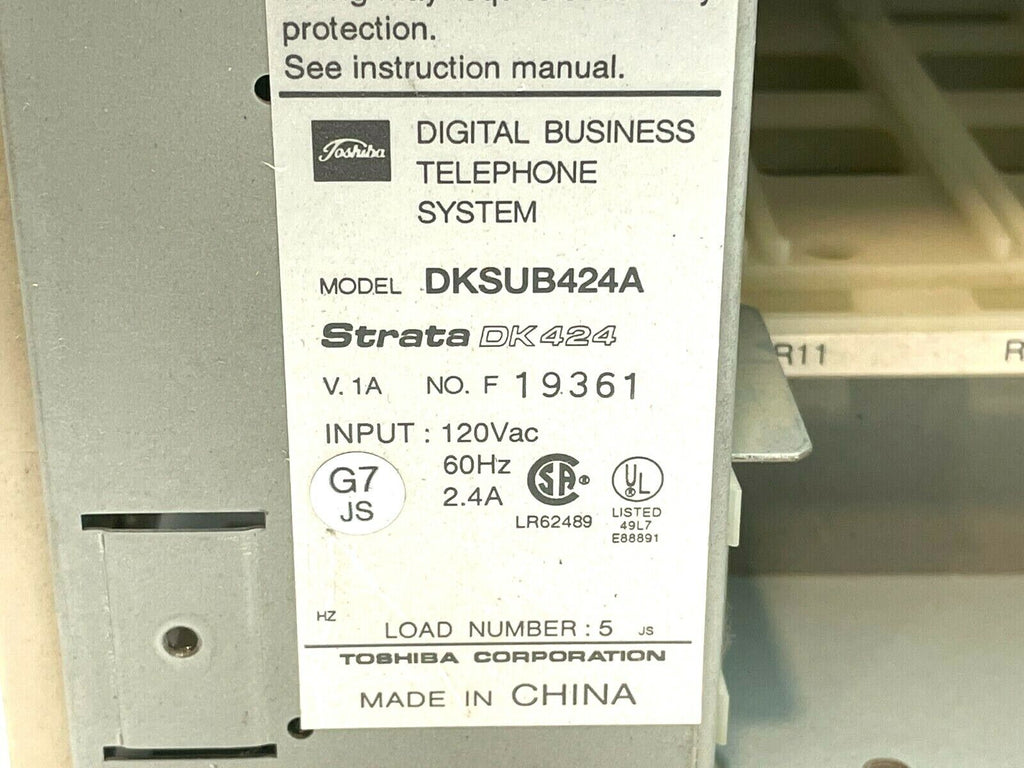 protection.
See instruction manual.
Toshiba
DIGITAL BUSINESS
TELEPHONE
SYSTEM
MODEL DKSUB424A
Strata DK424
V. 1A NO. F 19361
INPUT : 120Vac
60Hz
2.4A
G7
JS
SA ®
LR62489
UL
LISTED
49L7
E88891
HZ
LOAD NUMBER : 5 JS
TOSHIBA CORPORATION
MADE IN CHINA
R11
R